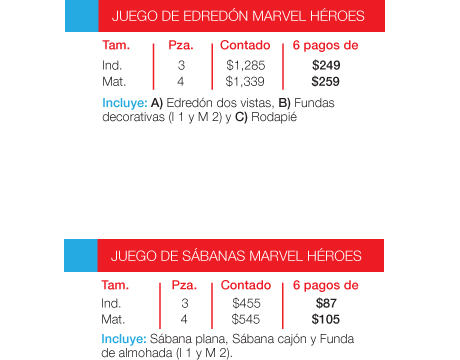 JUEGO DE EDREDÓN MARVEL HÉROES
Tam. Pza. Contado 6 pagos de
Ind. 3 $1,285 $249
Mat. 4 $1,339 $259
Incluye: A) Edredón dos vistas, B) Fundas
decorativas (I 1 y M 2) y C) Rodapié
JUEGO DE SÁBANAS MARVEL HÉROES
Tam. Pza. Contado 6 pagos de
Ind. 3 $455 $87
Mat. 4 $545 $105
Incluye: Sábana plana, Sábana cajón y Funda
de almohada (I 1 y M 2).